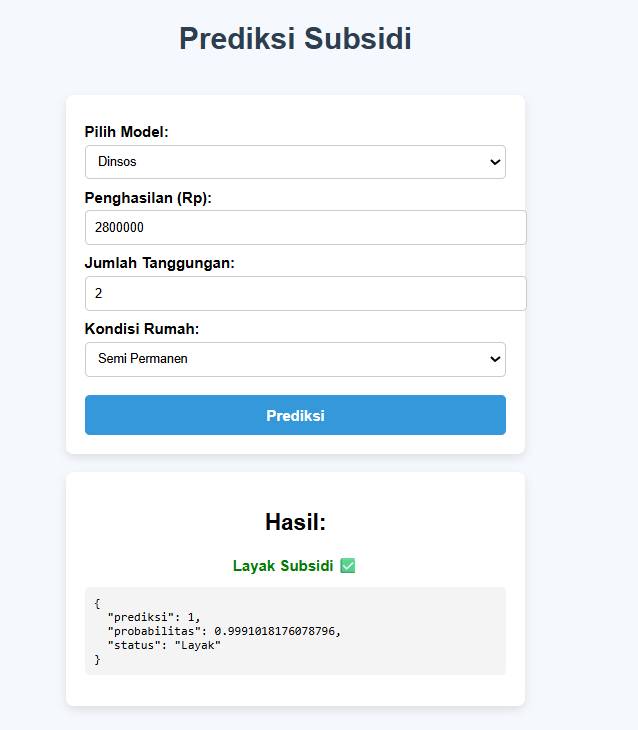 Prediksi Subsidi
Pilih Model:
Dinsos
Penghasilan (Rp):
2800000
Jumlah Tanggungan:
2
Kondisi Rumah:
Semi Permanen
Prediksi
Hasil:
Layak Subsidi ✅
{
  "prediksi": 1,
  "probabilitas": 0.9991018176078796,
  "status": "Layak"
}